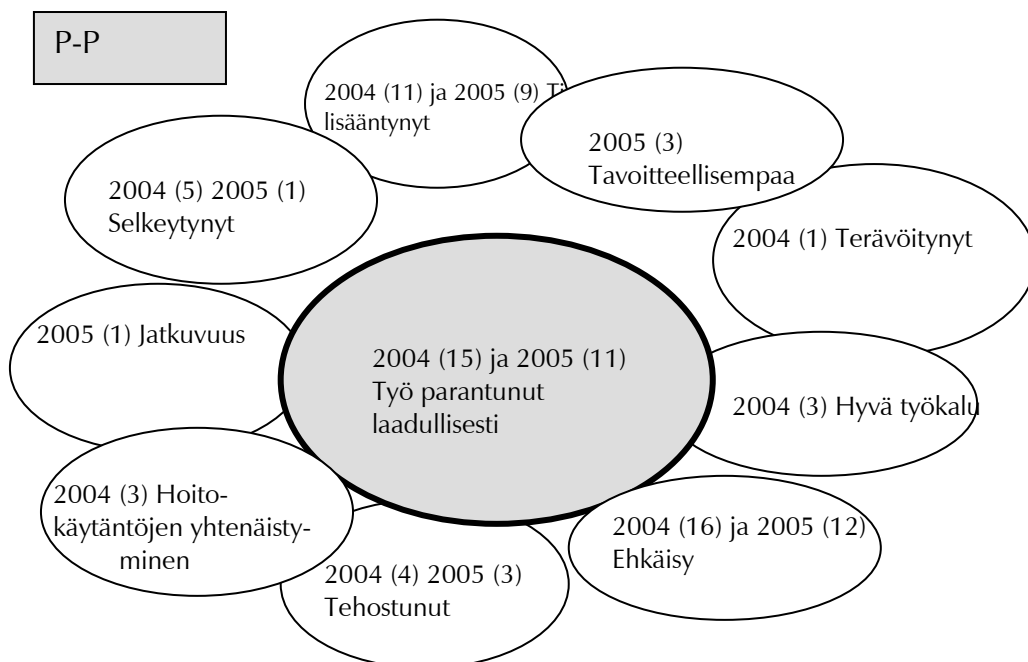 P-P
2004 (11) ja 2005 (9)
lisääntynyt
2005 (3)
Tavoitteellisempaa
2004 (5) 2005 (1)
Selkeytynyt
2004 (1) Terävöitynyt
2005 (1) Jatkuvuus
2004 (15) ja 2005 (11)
Työ parantunut
laadullisesti
2004 (3) Hyvä työkalu
2004 (3) Hoito-
käytäntöjen yhtenäisty-
minen
2004 (16) ja 2005 (12)
Ehkäisy
2004 (4) 2005 (3)
Tehostunut